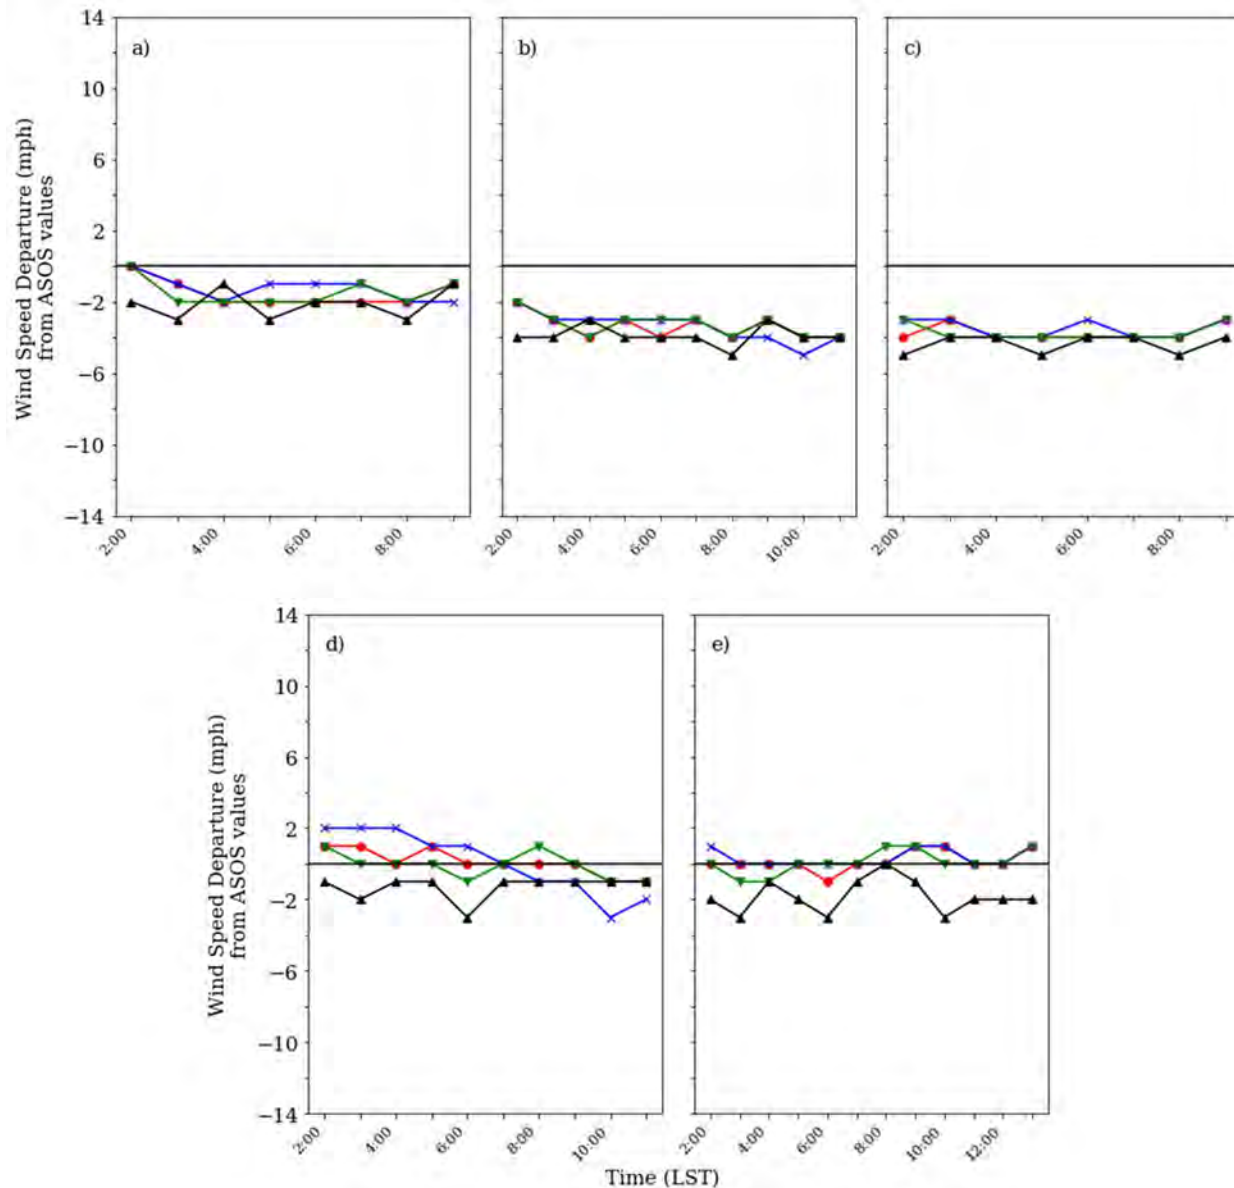 a)
b)
c)
14
10
6
2
−2
−6
−10
−14
Wind Speed Departure (mph)
from ASOS values
2:00 4:00 6:00 8:00
2:00 4:00 6:00 8:00 10:00
2:00 4:00 6:00 8:00
d)
e)
14
10
6
2
−2
−6
−10
−14
Wind Speed Departure (mph)
from ASOS values
2:00 4:00 6:00 8:00 10:00
2:00 4:00 6:00 8:00 10:00 12:00
Time (LST)